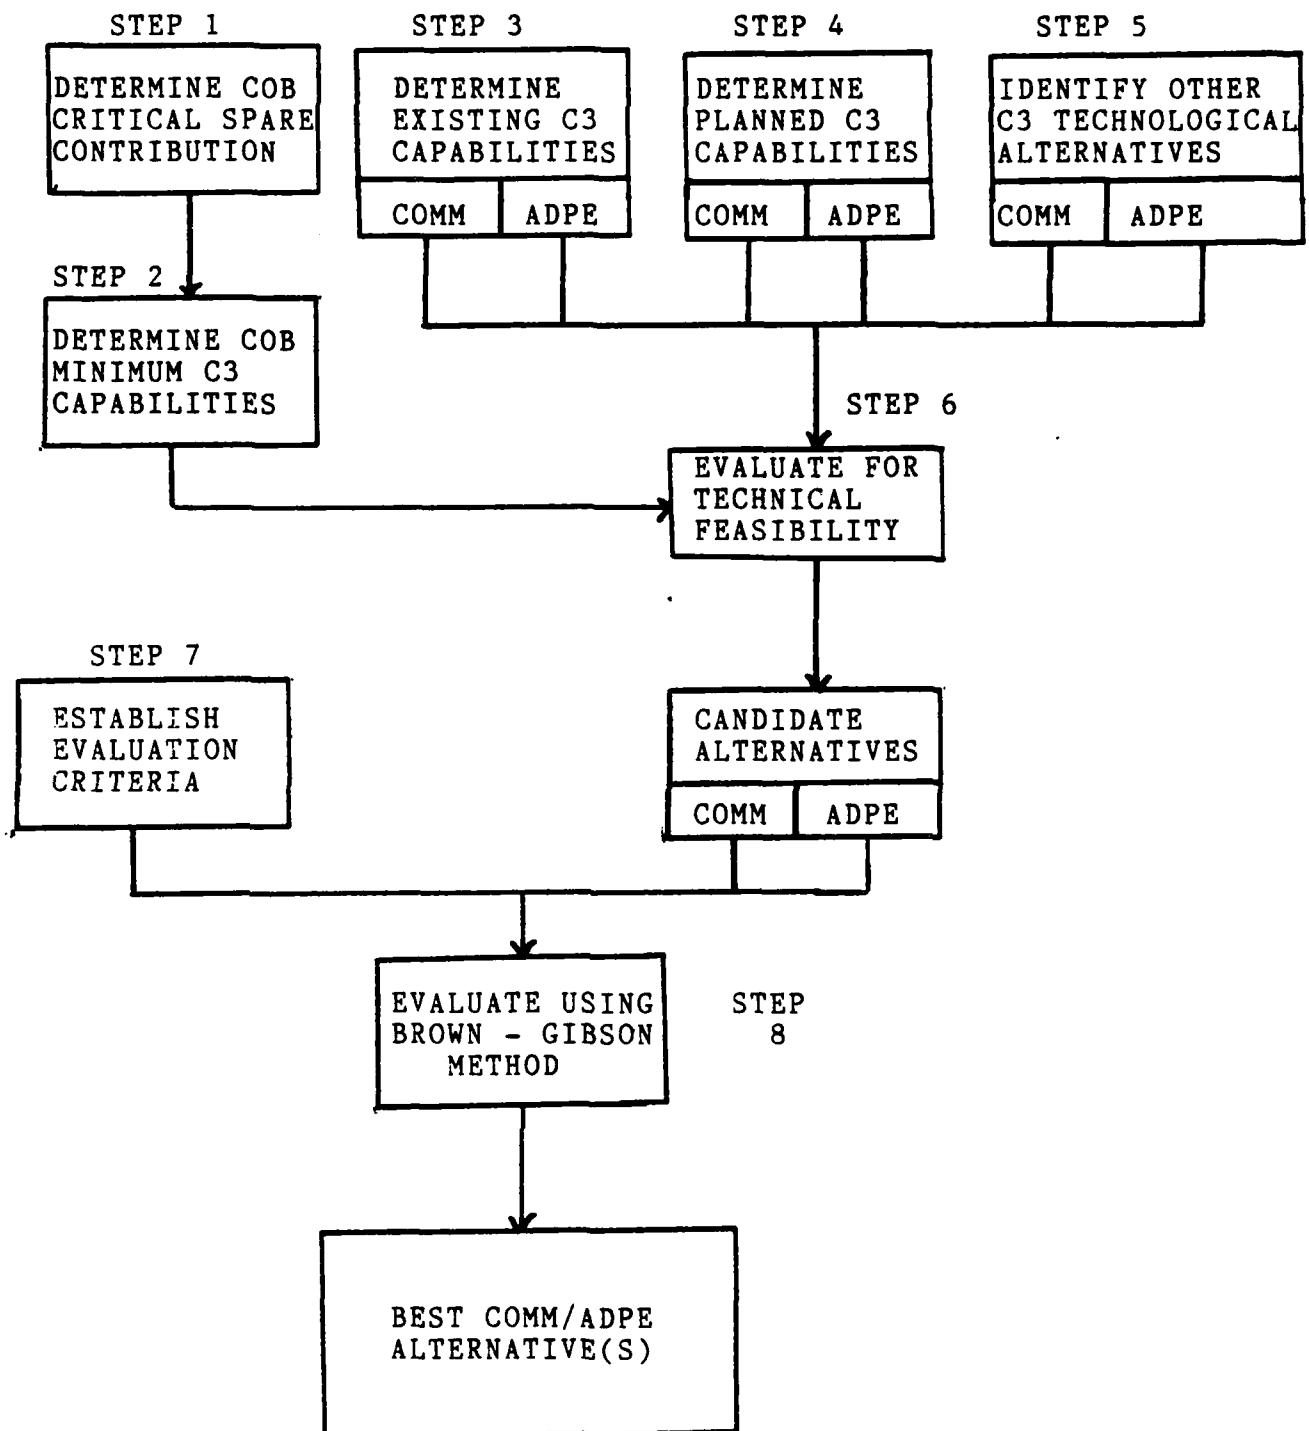 STEP 1
DETERMINE COB
CRITICAL SPARE
CONTRIBUTION
STEP 2
DETERMINE COB
MINIMUM C3
CAPABILITIES
STEP 3
DETERMINE
EXISTING C3
CAPABILITIES
COMM
ADPE
STEP 4
DETERMINE
PLANNED C3
CAPABILITIES
COMM
ADPE
STEP 5
IDENTIFY OTHER
C3 TECHNOLOGICAL
ALTERNATIVES
COMM
ADPE
STEP 6
EVALUATE FOR
TECHNICAL
FEASIBILITY
STEP 7
ESTABLISH
EVALUATION
CRITERIA
CANDIDATE
ALTERNATIVES
COMM
ADPE
EVALUATE USING
BROWN - GIBSON
METHOD
STEP
8
BEST COMM/ADPE
ALTERNATIVE(S)